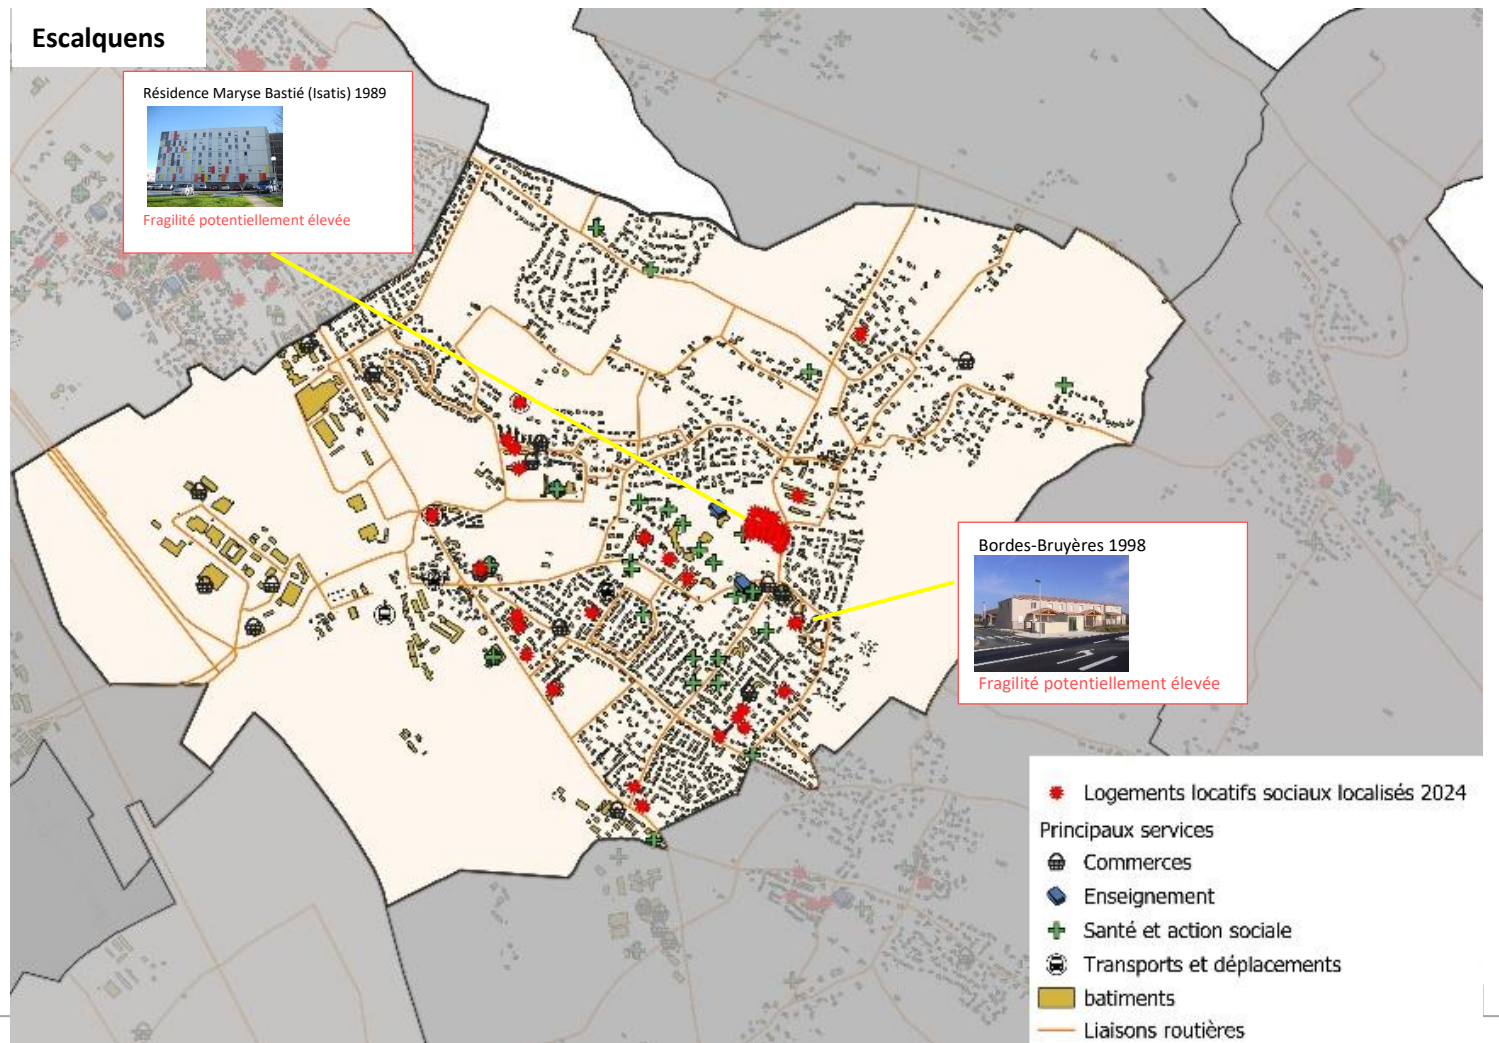 Escalquens
Résidence Maryse Bastié (Isatis) 1989
Fragilité potentiellement élevée
Bordes-Bruyères 1998
Fragilité potentiellement élevée
Logements locatifs sociaux localisés 2024
Principaux services
Commerces
Enseignement
Santé et action sociale
Transports et déplacements
batiments
Liaisons routières